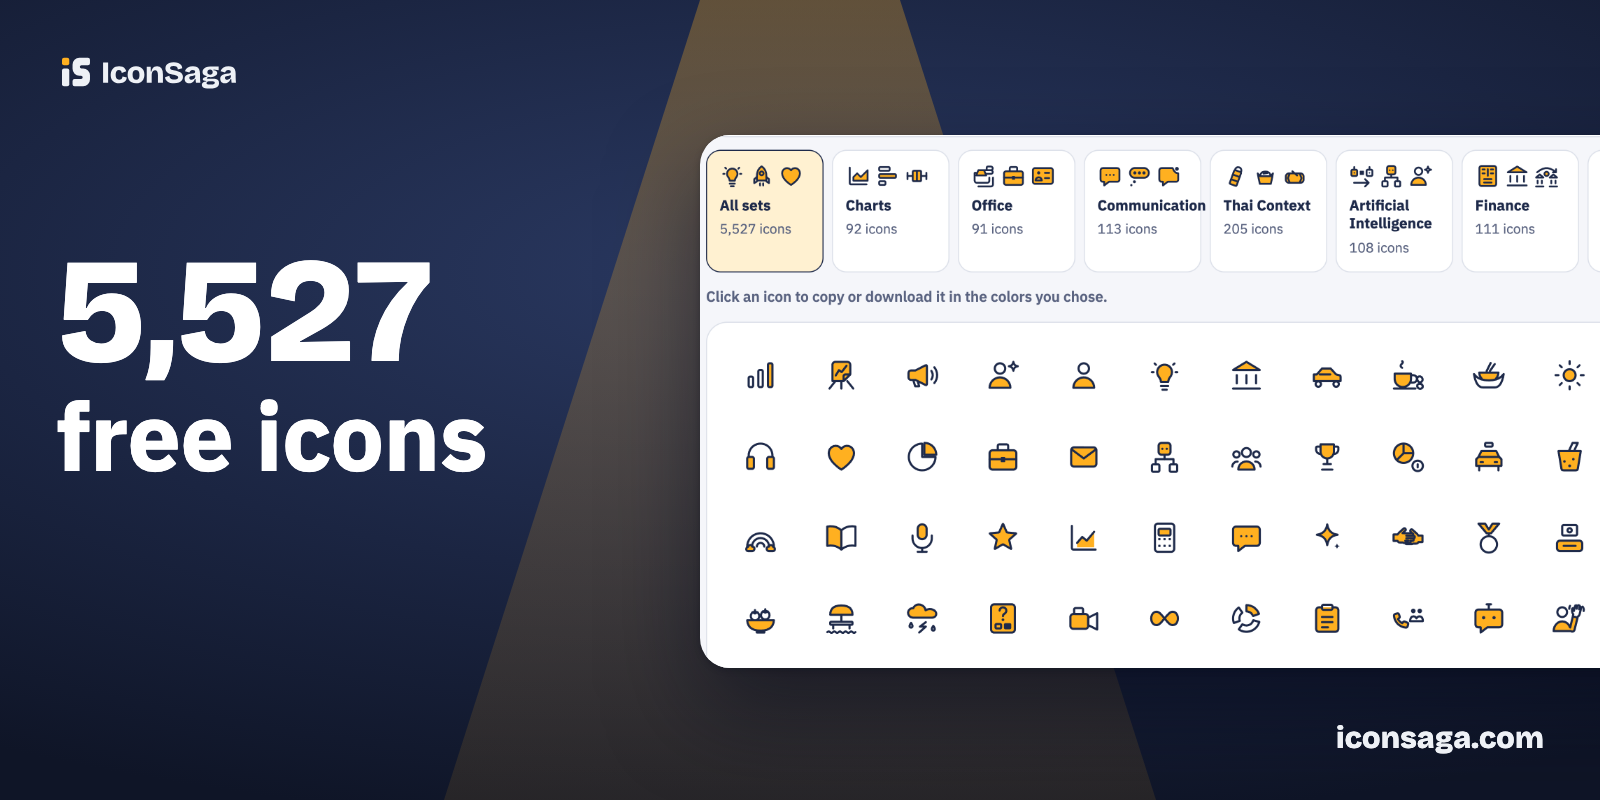 iS IconSaga
5,527
free icons
All sets
5,527 icons
Charts
92 icons
Office
91 icons
Communication
113 icons
Thai Context
205 icons
Artificial
Intelligence
108 icons
Finance
111 icons
Click an icon to copy or download it in the colors you chose.
iconsaga.com